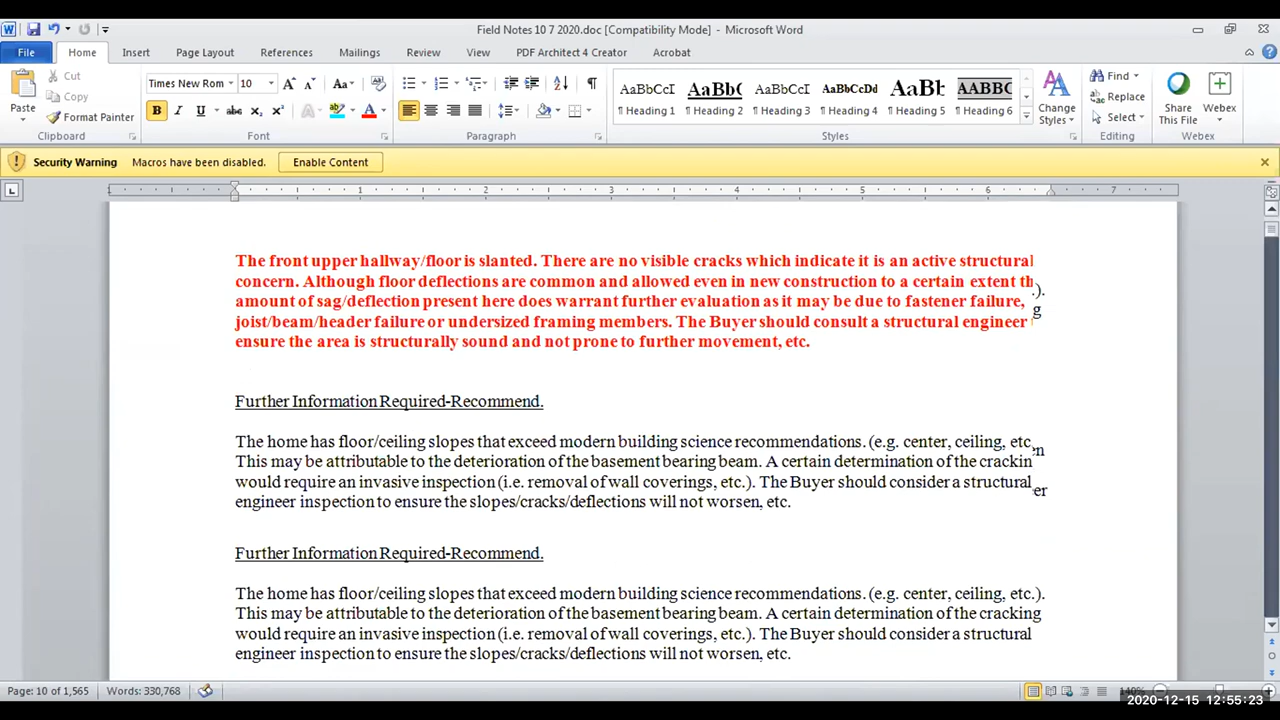 Field Notes 10 7 2020.doc [Compatibility Mode] - Microsoft Word
File Home Insert Page Layout References Mailings Review View PDF Architect 4 Creator Acrobat
Paste
Cut
Copy
Format Painter
Clipboard
Times New Rom 10
Font
Paragraph
AaBbCcI AaBbC( AaBbCcI AaBbCcDd AaBb AABBC
¶ Heading 1 ¶ Heading 2 ¶ Heading 3 ¶ Heading 4 ¶ Heading 5 ¶ Heading 6
Change
Styles
Styles
Find
Replace
Select
Editing
Share
This File
Webex
Webex
Security Warning Macros have been disabled. Enable Content
1 1 2 3 4 5 6 7
The front upper hallway/floor is slanted. There are no visible cracks which indicate it is an active structural
concern. Although floor deflections are common and allowed even in new construction to a certain extent th
.).
amount of sag/deflection present here does warrant further evaluation as it may be due to fastener failure,
g
joist/beam/header failure or undersized framing members. The Buyer should consult a structural engineer
ensure the area is structurally sound and not prone to further movement, etc.
Further Information Required-Recommend.
The home has floor/ceiling slopes that exceed modern building science recommendations. (e.g. center, ceiling, etc
en
This may be attributable to the deterioration of the basement bearing beam. A certain determination of the crackin
would require an invasive inspection (i.e. removal of wall coverings, etc.). The Buyer should consider a structural
er
engineer inspection to ensure the slopes/cracks/deflections will not worsen, etc.
Further Information Required-Recommend.
The home has floor/ceiling slopes that exceed modern building science recommendations. (e.g. center, ceiling, etc.).
This may be attributable to the deterioration of the basement bearing beam. A certain determination of the cracking
would require an invasive inspection (i.e. removal of wall coverings, etc.). The Buyer should consider a structural
engineer inspection to ensure the slopes/cracks/deflections will not worsen, etc.
Page: 10 of 1,565 Words: 330,768 140%
2020-12-15 12:55:23